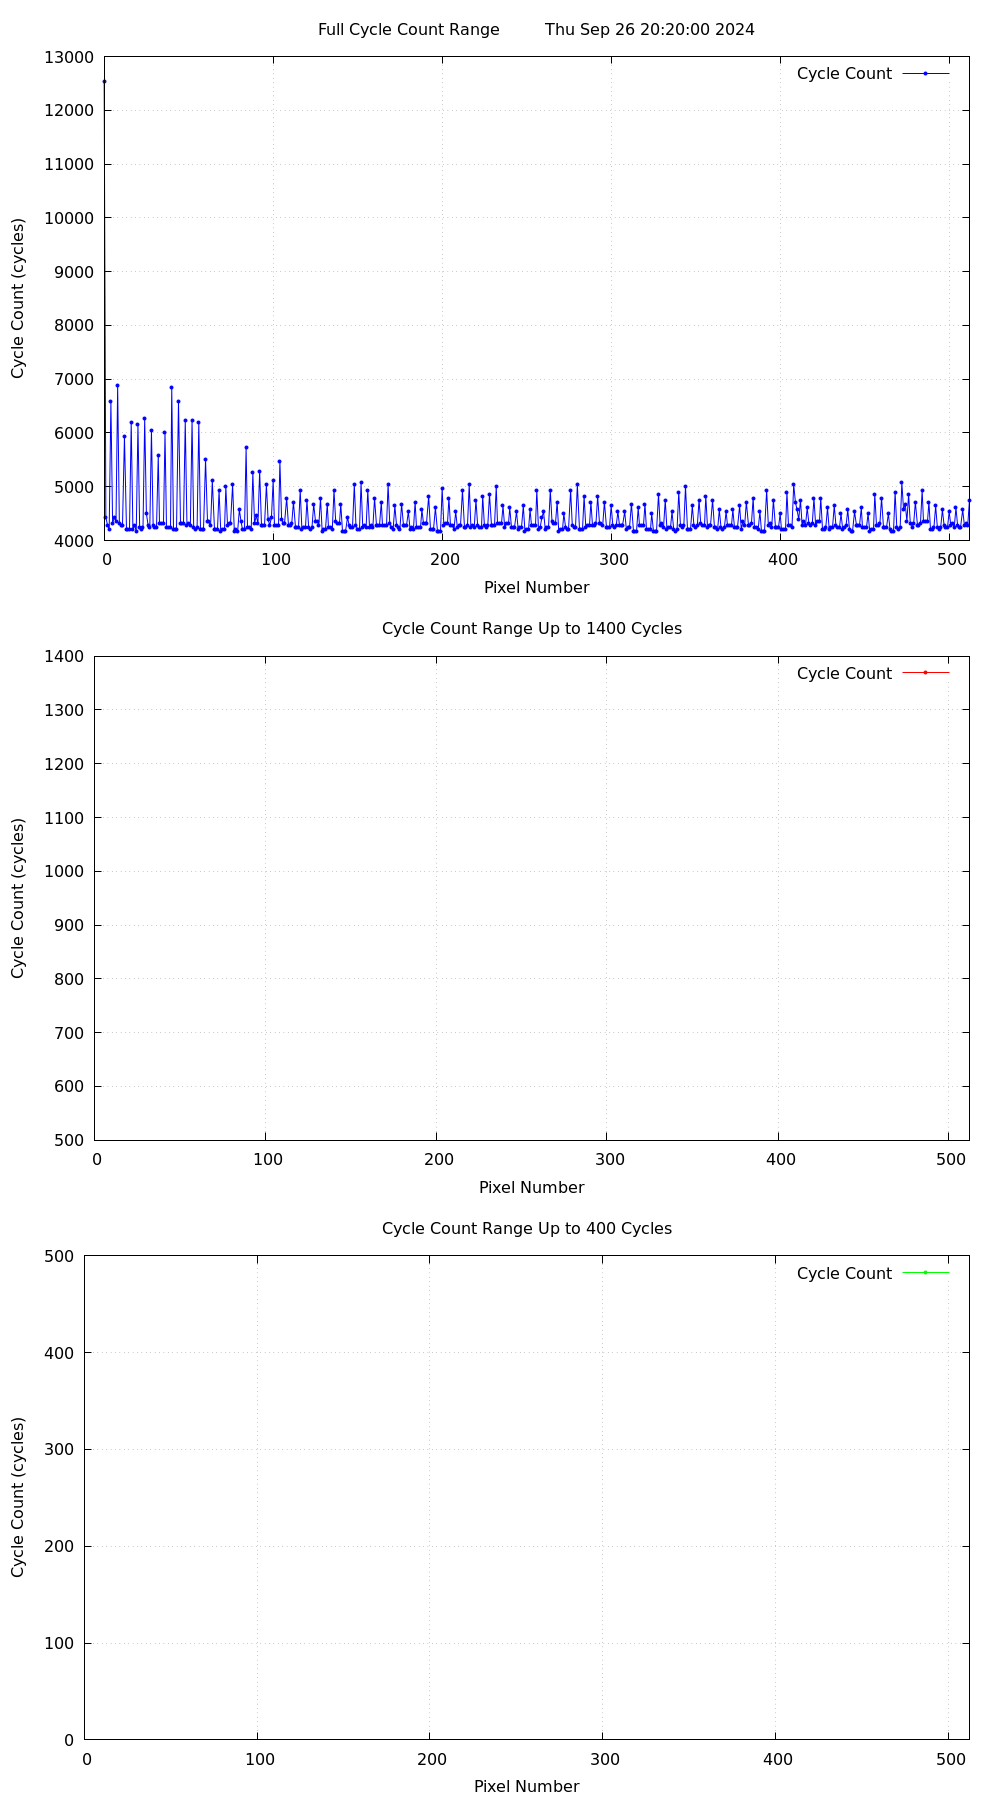 Full Cycle Count Range Thu Sep 26 20:20:00 2024
13000
Cycle Count
12000
11000
10000
9000
8000
7000
6000
5000
4000
Cycle Count (cycles)
0 100 200 300 400 500
Pixel Number
Cycle Count Range Up to 1400 Cycles
1400
Cycle Count
1300
1200
1100
1000
900
800
700
600
500
Cycle Count (cycles)
0 100 200 300 400 500
Pixel Number
Cycle Count Range Up to 400 Cycles
500
Cycle Count
400
300
200
100
0
Cycle Count (cycles)
0 100 200 300 400 500
Pixel Number